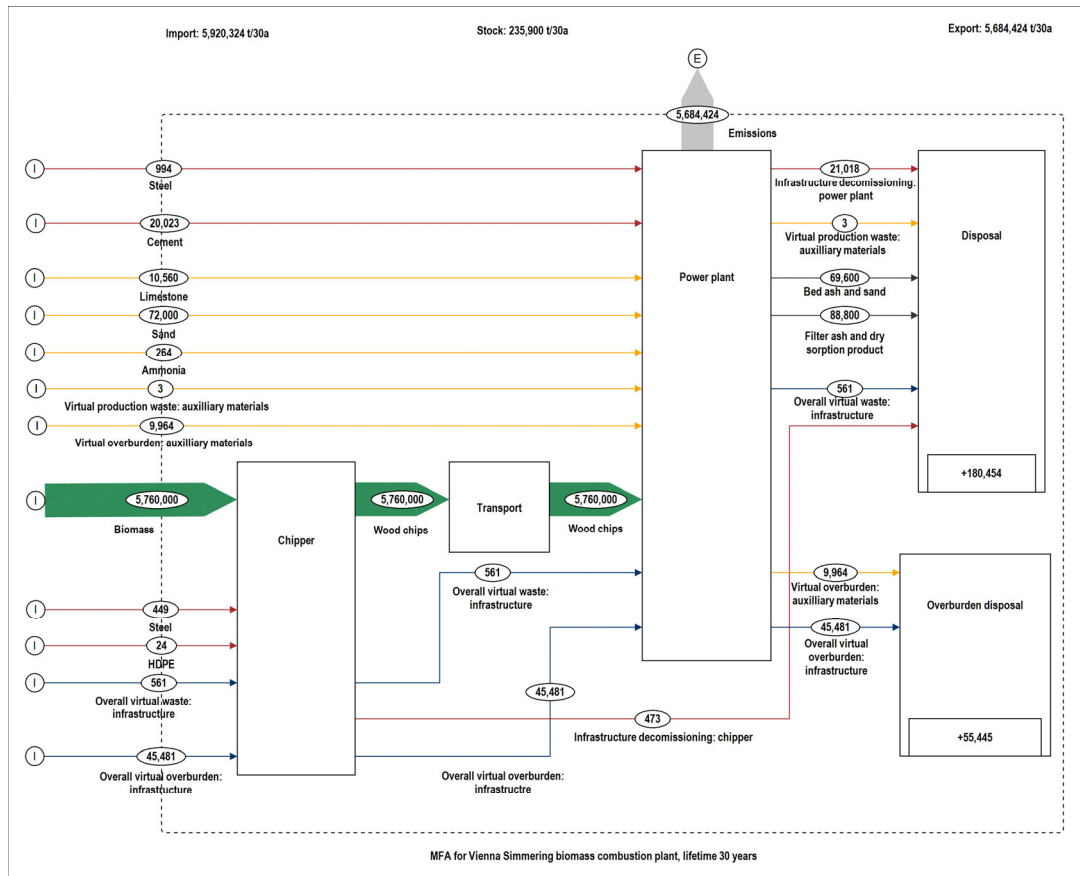 Import: 5,920,324 t/30a
Stock: 235,900 t/30a
Export: 5,684,424 t/30a
E
5,684,424
Emissions
I
994
Steel
21,018
Infrastructure decomissioning:
power plant
I
20,023
Cement
3
Virtual production waste:
auxilliary materials
Disposal
Power plant
I
10,560
Limestone
69,600
Bed ash and sand
I
72,000
Sand
88,800
Filter ash and dry
sorption product
I
264
Ammonia
I
3
Virtual production waste: auxilliary materials
561
Overall virtual waste:
infrastructure
I
9,964
Virtual overburden: auxilliary materials
+180,454
I
5,760,000
Biomass
Chipper
5,760,000
Wood chips
Transport
5,760,000
Wood chips
561
Overall virtual waste:
infrastructure
9,964
Virtual overburden:
auxilliary materials
Overburden disposal
I
449
Steel
45,481
Overall virtual
overburden:
infrastructure
I
24
HDPE
I
561
Overall virtual waste:
infrastructure
45,481
473
Infrastructure decomissioning: chipper
+55,445
I
45,481
Overall virtual overburden:
infrastructure
Overall virtual overburden:
infrastructre
MFA for Vienna Simmering biomass combustion plant, lifetime 30 years